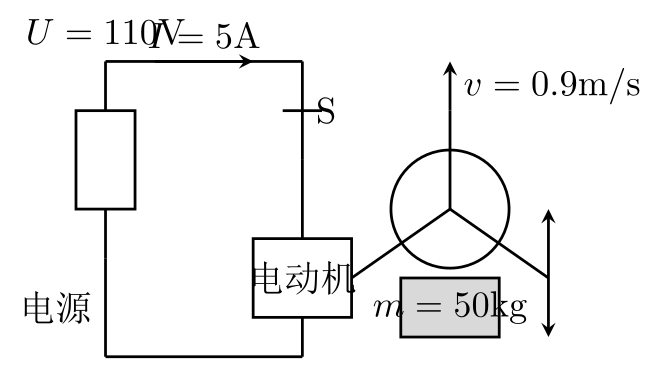 U = 110V
I = 5A
v = 0.9m/s
S
电动机
电源
m = 50kg